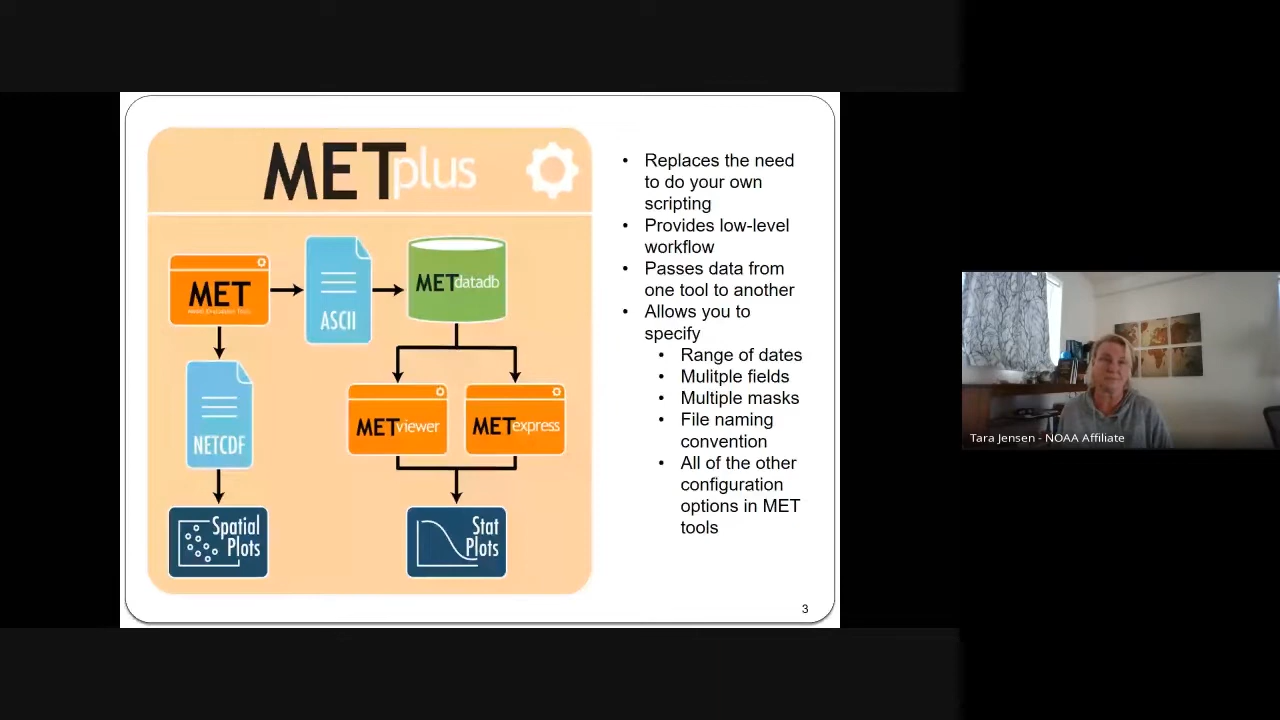 METplus
MET
ASCII
METdatadb
NETCDF
METviewer
METexpress
Spatial
Plots
Stat
Plots
• Replaces the need
to do your own
scripting
• Provides low-level
workflow
• Passes data from
one tool to another
• Allows you to
specify
• Range of dates
• Mulitple fields
• Multiple masks
• File naming
convention
• All of the other
configuration
options in MET
tools
3
Tara Jensen - NOAA Affiliate